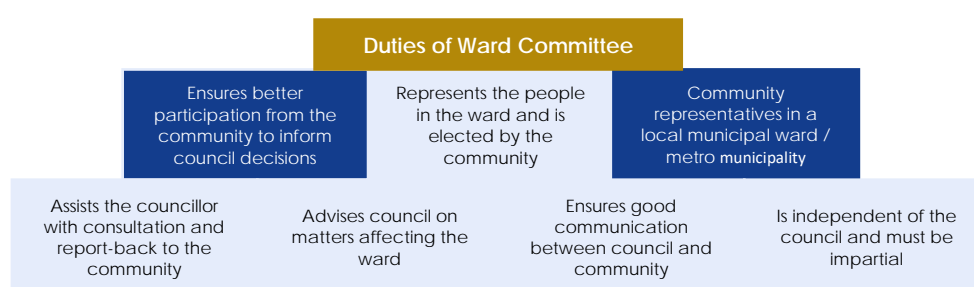 Duties of Ward Committee
Ensures better
participation from the
community to inform
council decisions
Represents the people
in the ward and is
elected by the
community
Community
representatives in a
local municipal ward /
metro municipality
Assists the councillor
with consultation and
report-back to the
community
Advises council on
matters affecting the
ward
Ensures good
communication
between council and
community
Is independent of the
council and must be
impartial